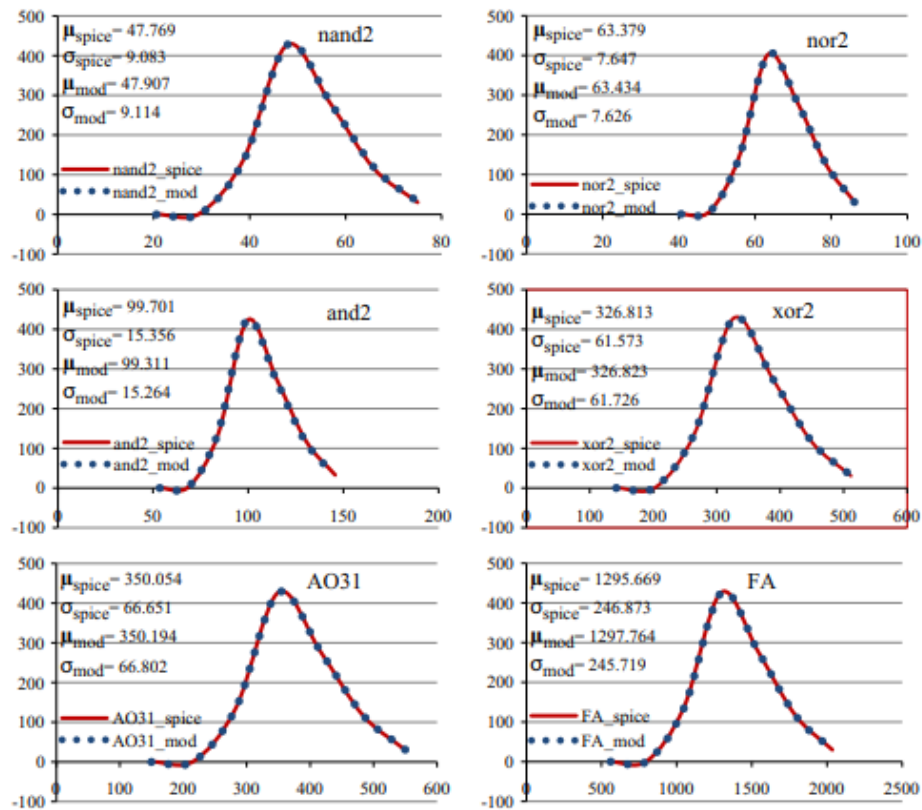 nand2
μspice= 47.769
σspice= 9.083
μmod= 47.907
σmod= 9.114
nand2_spice
nand2_mod
500
400
300
200
100
0
-100
0 20 40 60 80
nor2
μspice= 63.379
σspice= 7.647
μmod= 63.434
σmod= 7.626
nor2_spice
nor2_mod
500
400
300
200
100
0
-100
0 20 40 60 80 100
and2
μspice= 99.701
σspice= 15.356
μmod= 99.311
σmod= 15.264
and2_spice
and2_mod
500
400
300
200
100
0
-100
0 50 100 150 200
xor2
μspice= 326.813
σspice= 61.573
μmod= 326.823
σmod= 61.726
xor2_spice
xor2_mod
500
400
300
200
100
0
-100
0 100 200 300 400 500 600
AO31
μspice= 350.054
σspice= 66.651
μmod= 350.194
σmod= 66.802
AO31_spice
AO31_mod
500
400
300
200
100
0
-100
0 100 200 300 400 500 600
FA
μspice= 1295.669
σspice= 246.873
μmod= 1297.764
σmod= 245.719
FA_spice
FA_mod
500
400
300
200
100
0
-100
0 500 1000 1500 2000 2500